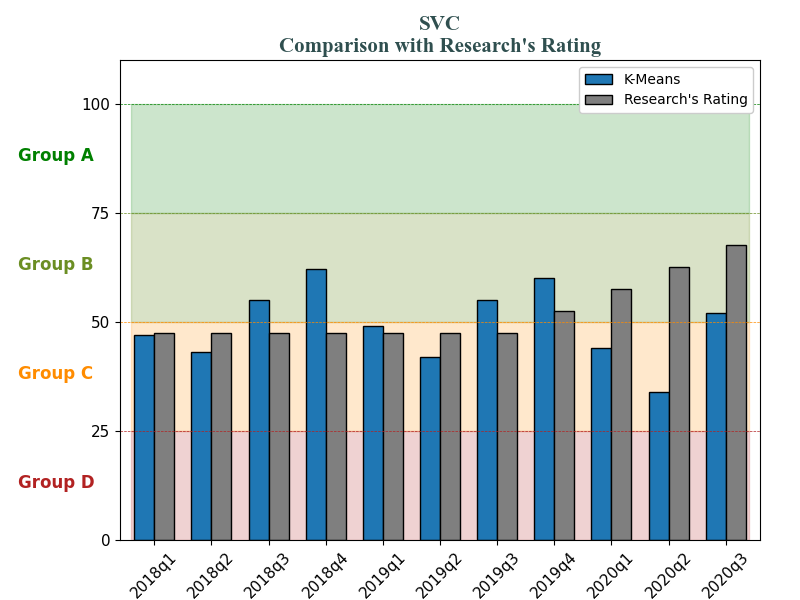 SVC
Comparison with Research's Rating
K-Means
Research's Rating
100
Group A
75
Group B
50
Group C
25
Group D
0
2018q1
2018q2
2018q3
2018q4
2019q1
2019q2
2019q3
2019q4
2020q1
2020q2
2020q3